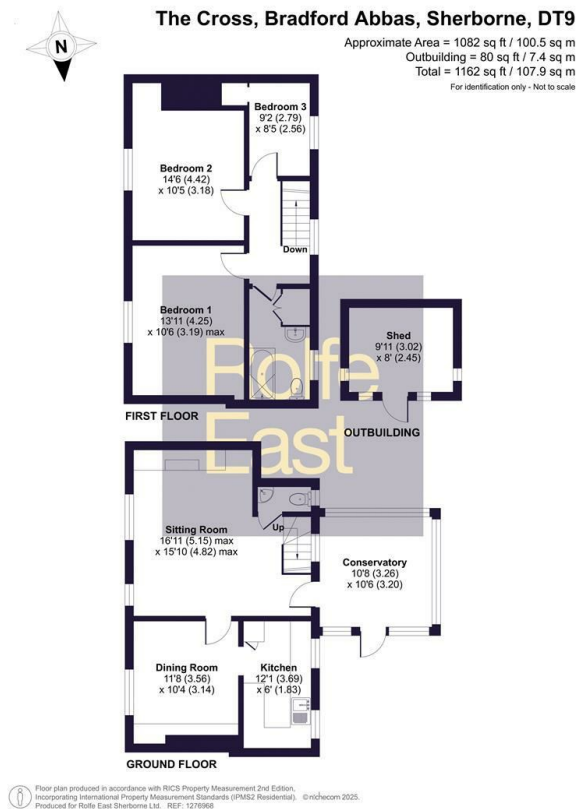 The Cross, Bradford Abbas, Sherborne, DT9
Approximate Area = 1082 sq ft / 100.5 sq m
Outbuilding = 80 sq ft / 7.4 sq m
Total = 1162 sq ft / 107.9 sq m
For identification only - Not to scale
N
Bedroom 3
9'2 (2.79)
x 8'5 (2.56)
Bedroom 2
14'6 (4.42)
x 10'5 (3.18)
Down
Bedroom 1
13'11 (4.25)
x 10'6 (3.19) max
Shed
9'11 (3.02)
x 8' (2.45)
Rolfe
East
FIRST FLOOR
OUTBUILDING
Sitting Room
16'11 (5.15) max
x 15'10 (4.82) max
Up
Conservatory
10'8 (3.26)
x 10'6 (3.20)
Dining Room
11'8 (3.56)
x 10'4 (3.14)
Kitchen
12'1 (3.69)
x 6' (1.83)
GROUND FLOOR
Floor plan produced in accordance with RICS Property Measurement 2nd Edition,
Incorporating International Property Measurement Standards (IPMS2 Residential). © nichecom 2025.
Produced for Rolfe East Sherborne Ltd. REF: 1276968